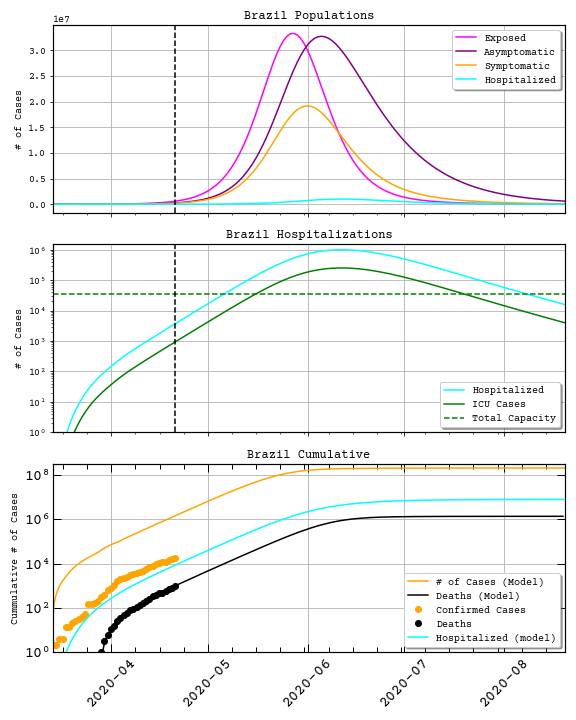 Brazil Populations
1e7
# of Cases
3.0
2.5
2.0
1.5
1.0
0.5
0.0
Exposed
Asymptomatic
Symptomatic
Hospitalized
Brazil Hospitalizations
# of Cases
10⁶
10⁵
10⁴
10³
10²
10¹
10⁰
Hospitalized
ICU Cases
Total Capacity
Brazil Cumulative
Cummulative # of Cases
10⁸
10⁶
10⁴
10²
10⁰
# of Cases (Model)
Deaths (Model)
Confirmed Cases
Deaths
Hospitalized (model)
2020-04
2020-05
2020-06
2020-07
2020-08